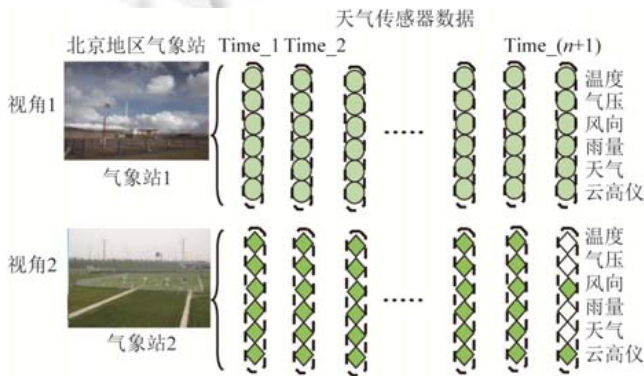 天气传感器数据
北京地区气象站 Time_1 Time_2 Time_(n+1)
视角1
温度
气压
风向
雨量
天气
云高仪
......
气象站1
视角2
温度
气压
风向
雨量
天气
云高仪
......
气象站2